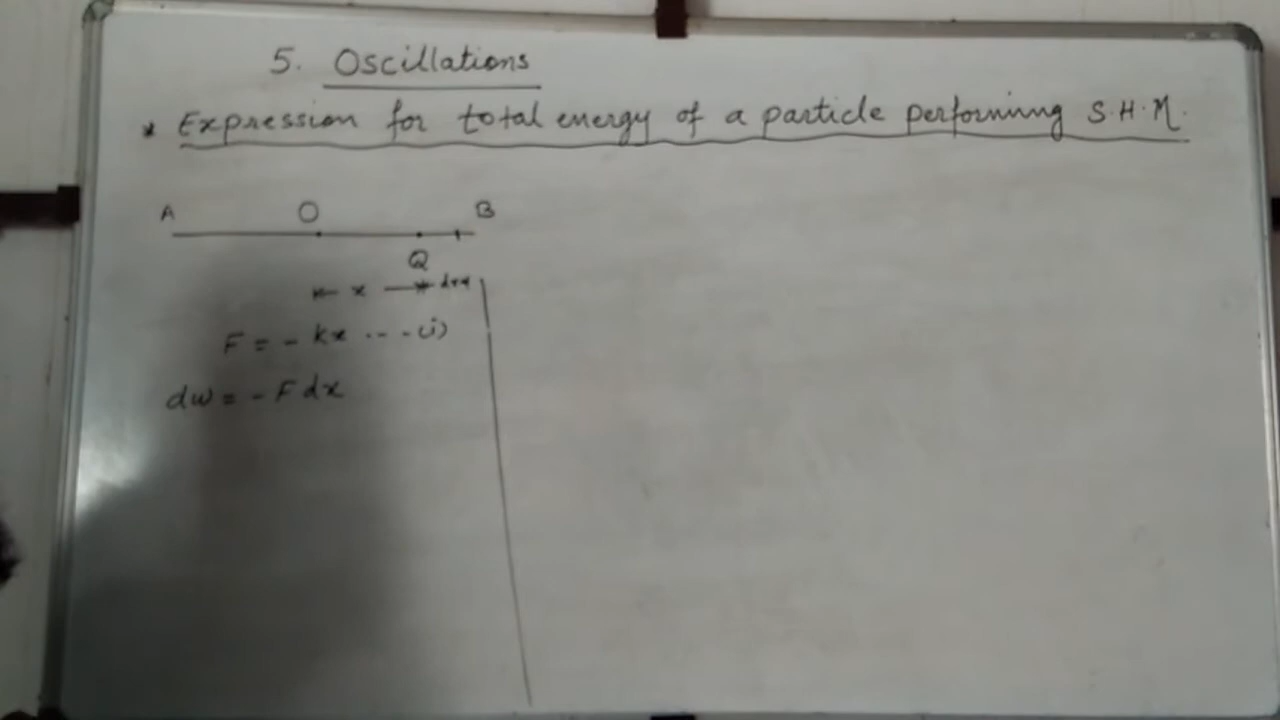 5. Oscillations
* Expression for total energy of a particle performing S.H.M.
A O B
Q
x dx
F = - kx ... (i)
dw = - F dx